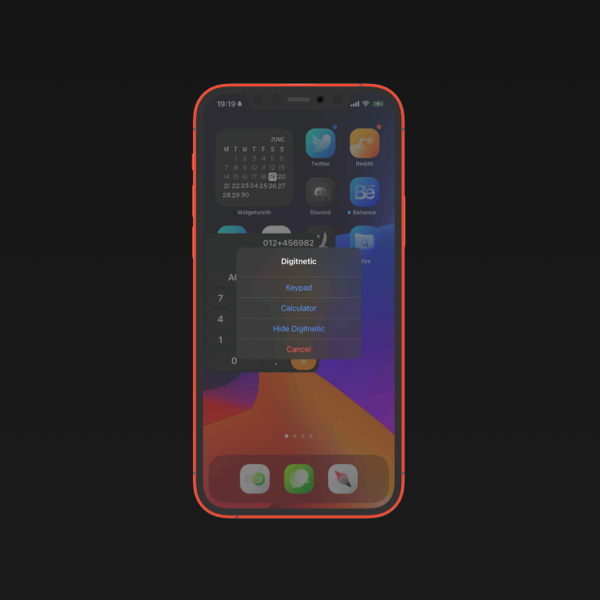 19:19
JUNE
M T W T F S S
1 2 3 4 5 6
7 8 9 10 11 12 13
14 15 16 17 18 19 20
21 22 23 24 25 26 27
28 29 30
Widgetsmith
Twitter
Reddit
Discord
Bē
Behance
012+456982
Digitnetic
Keypad
Calculator
Hide Digitnetic
Cancel
7
4
1
0
=